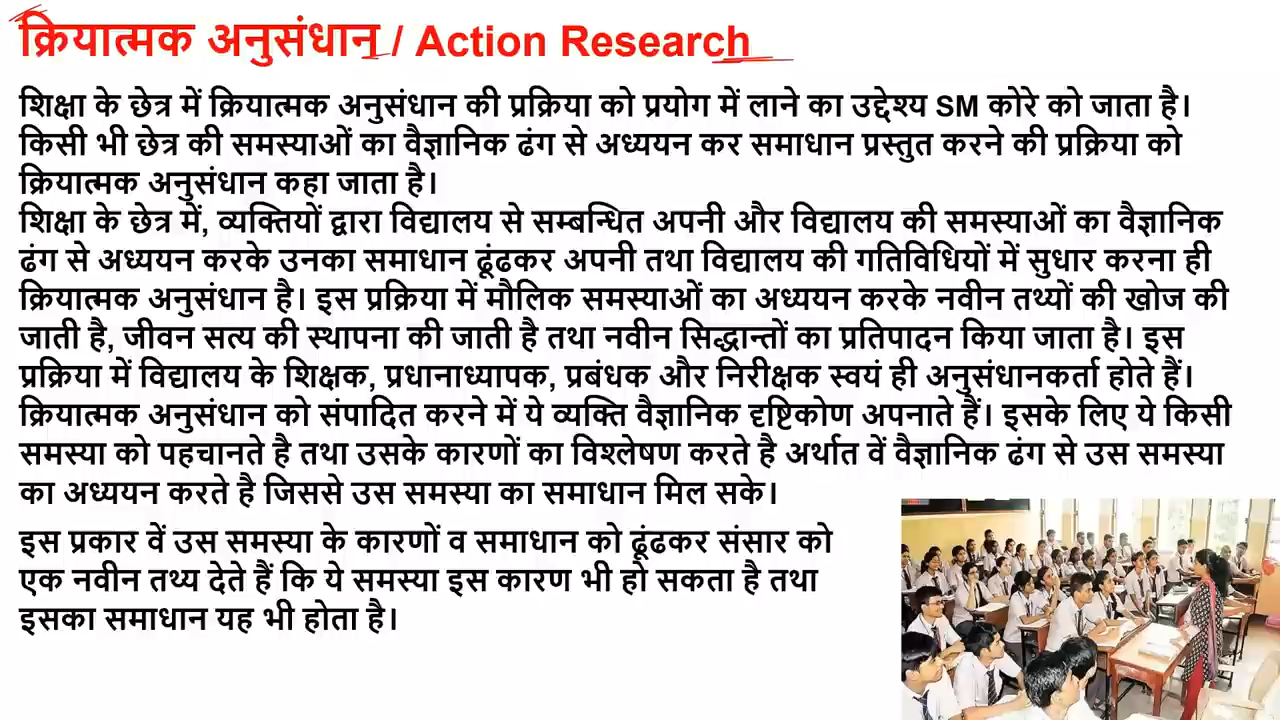 क्रियात्मक अनुसंधान / Action Research
शिक्षा के छेत्र में क्रियात्मक अनुसंधान की प्रक्रिया को प्रयोग में लाने का उद्देश्य SM कोरे को जाता है।
किसी भी छेत्र की समस्याओं का वैज्ञानिक ढंग से अध्ययन कर समाधान प्रस्तुत करने की प्रक्रिया को
क्रियात्मक अनुसंधान कहा जाता है।
शिक्षा के छेत्र में, व्यक्तियों द्वारा विद्यालय से सम्बन्धित अपनी और विद्यालय की समस्याओं का वैज्ञानिक
ढंग से अध्ययन करके उनका समाधान ढूंढकर अपनी तथा विद्यालय की गतिविधियों में सुधार करना ही
क्रियात्मक अनुसंधान है। इस प्रक्रिया में मौलिक समस्याओं का अध्ययन करके नवीन तथ्यों की खोज की
जाती है, जीवन सत्य की स्थापना की जाती है तथा नवीन सिद्धान्तों का प्रतिपादन किया जाता है। इस
प्रक्रिया में विद्यालय के शिक्षक, प्रधानाध्यापक, प्रबंधक और निरीक्षक स्वयं ही अनुसंधानकर्ता होते हैं।
क्रियात्मक अनुसंधान को संपादित करने में ये व्यक्ति वैज्ञानिक दृष्टिकोण अपनाते हैं। इसके लिए ये किसी
समस्या को पहचानते है तथा उसके कारणों का विश्लेषण करते है अर्थात वें वैज्ञानिक ढंग से उस समस्या
का अध्ययन करते है जिससे उस समस्या का समाधान मिल सके।
इस प्रकार वें उस समस्या के कारणों व समाधान को ढूंढकर संसार को
एक नवीन तथ्य देते हैं कि ये समस्या इस कारण भी हो सकता है तथा
इसका समाधान यह भी होता है।